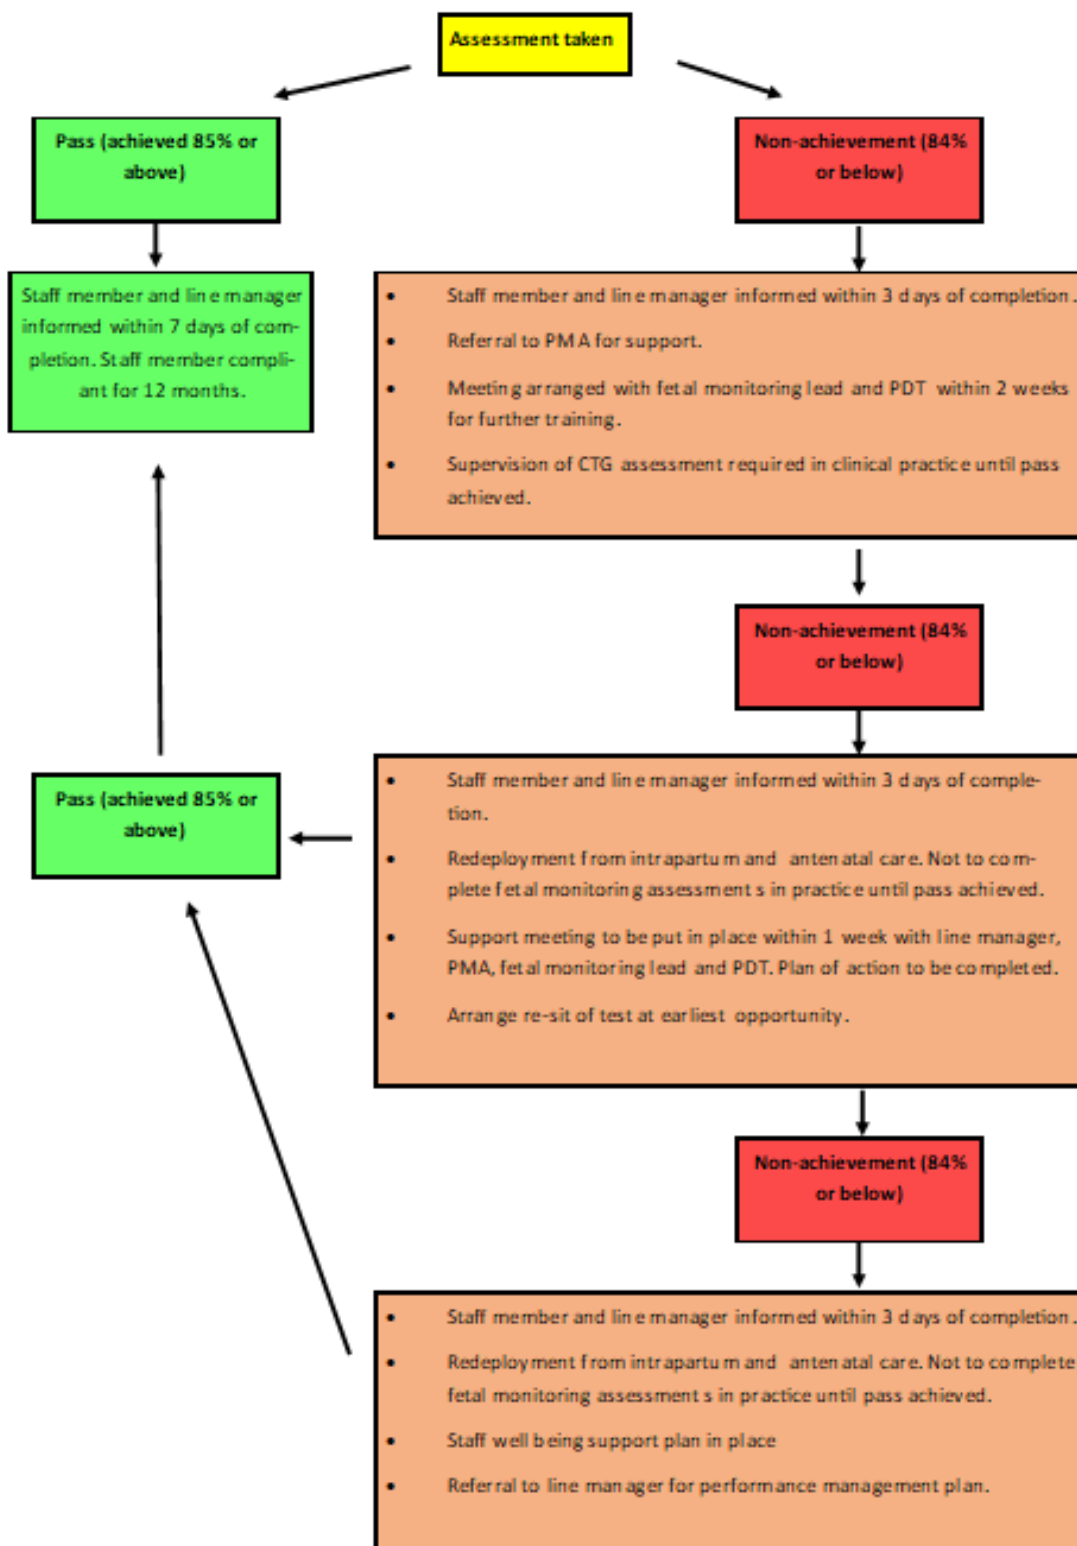 Assessment taken
Pass (achieved 85% or
above)
Non-achievement (84%
or below)
Staff member and line manager
informed within 7 days of com-
pletion. Staff member compli-
ant for 12 months.
• Staff member and line manager informed within 3 days of completion.
• Referral to PMA for support.
• Meeting arranged with fetal monitoring lead and PDT within 2 weeks
for further training.
• Supervision of CTG assessment required in clinical practice until pass
achieved.
Non-achievement (84%
or below)
Pass (achieved 85% or
above)
• Staff member and line manager informed within 3 days of comple-
tion.
• Redeployment from intrapartum and antenatal care. Not to com-
plete fetal monitoring assessments in practice until pass achieved.
• Support meeting to be put in place within 1 week with line manager,
PMA, fetal monitoring lead and PDT. Plan of action to be completed.
• Arrange re-sit of test at earliest opportunity.
Non-achievement (84%
or below)
• Staff member and line manager informed within 3 days of completion.
• Redeployment from intrapartum and antenatal care. Not to complete
fetal monitoring assessments in practice until pass achieved.
• Staff well being support plan in place
• Referral to line manager for performance management plan.